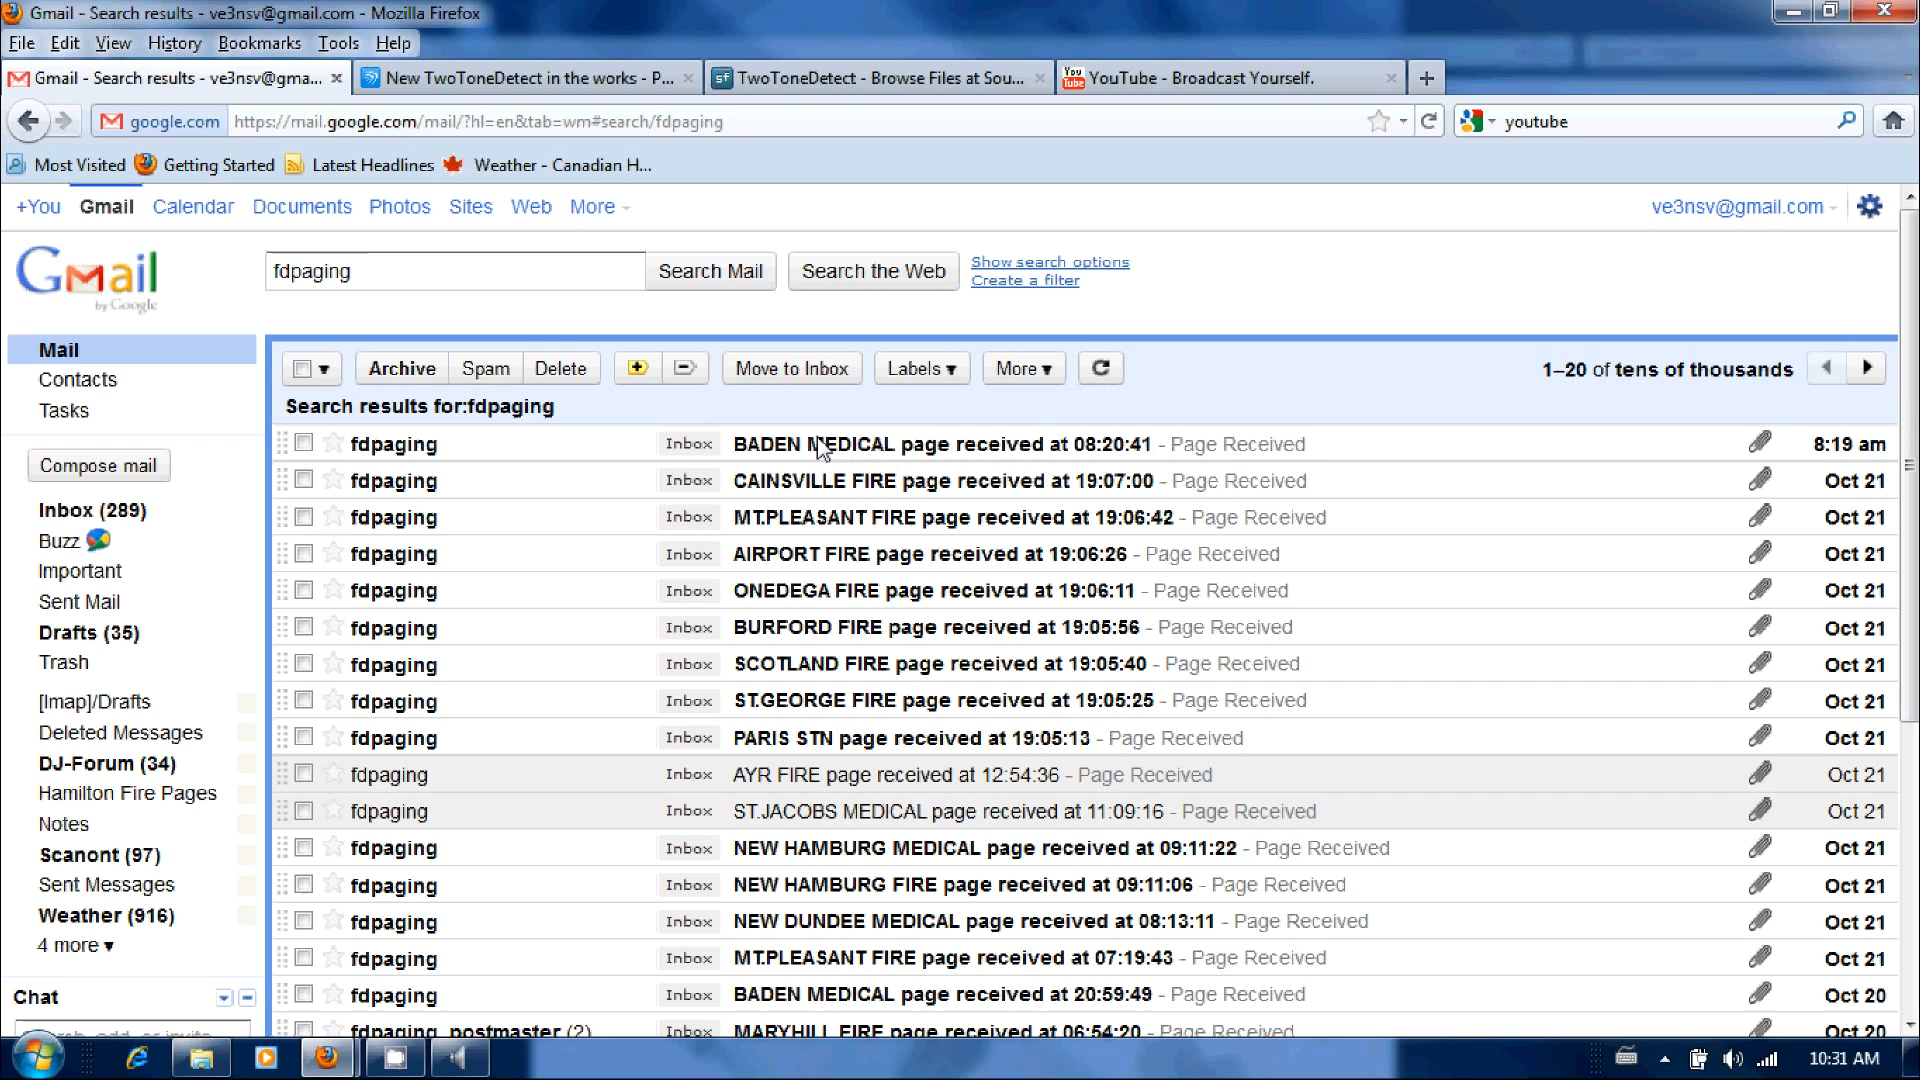 Gmail - Search results - ve3nsv@gmail.com - Mozilla Firefox
File Edit View History Bookmarks Tools Help
Gmail - Search results - ve3nsv@gma... New TwoToneDetect in the works - P... sf TwoToneDetect - Browse Files at Sou... You Tube YouTube - Broadcast Yourself.
google.com https://mail.google.com/mail/?hl=en&tab=wm#search/fdpaging youtube
Most Visited Getting Started Latest Headlines Weather - Canadian H...
+You Gmail Calendar Documents Photos Sites Web More ve3nsv@gmail.com
Gmail by Google
fdpaging Search Mail Search the Web Show search options
Create a filter
Mail
Contacts
Tasks
Compose mail
Inbox (289)
Buzz
Important
Sent Mail
Drafts (35)
Trash
[Imap]/Drafts
Deleted Messages
DJ-Forum (34)
Hamilton Fire Pages
Notes
Scanont (97)
Sent Messages
Weather (916)
4 more
Chat
Archive Spam Delete Move to Inbox Labels More 1–20 of tens of thousands
Search results for:fdpaging
fdpaging Inbox BADEN MEDICAL page received at 08:20:41 - Page Received 8:19 am
fdpaging Inbox CAINSVILLE FIRE page received at 19:07:00 - Page Received Oct 21
fdpaging Inbox MT.PLEASANT FIRE page received at 19:06:42 - Page Received Oct 21
fdpaging Inbox AIRPORT FIRE page received at 19:06:26 - Page Received Oct 21
fdpaging Inbox ONEDEGA FIRE page received at 19:06:11 - Page Received Oct 21
fdpaging Inbox BURFORD FIRE page received at 19:05:56 - Page Received Oct 21
fdpaging Inbox SCOTLAND FIRE page received at 19:05:40 - Page Received Oct 21
fdpaging Inbox ST.GEORGE FIRE page received at 19:05:25 - Page Received Oct 21
fdpaging Inbox PARIS STN page received at 19:05:13 - Page Received Oct 21
fdpaging Inbox AYR FIRE page received at 12:54:36 - Page Received Oct 21
fdpaging Inbox ST.JACOBS MEDICAL page received at 11:09:16 - Page Received Oct 21
fdpaging Inbox NEW HAMBURG MEDICAL page received at 09:11:22 - Page Received Oct 21
fdpaging Inbox NEW HAMBURG FIRE page received at 09:11:06 - Page Received Oct 21
fdpaging Inbox NEW DUNDEE MEDICAL page received at 08:13:11 - Page Received Oct 21
fdpaging Inbox MT.PLEASANT FIRE page received at 07:19:43 - Page Received Oct 21
fdpaging Inbox BADEN MEDICAL page received at 20:59:49 - Page Received Oct 20
fdpaging, postmaster (2) Inbox MARYHILL FIRE page received at 06:54:20 - Page Received Oct 20
10:31 AM